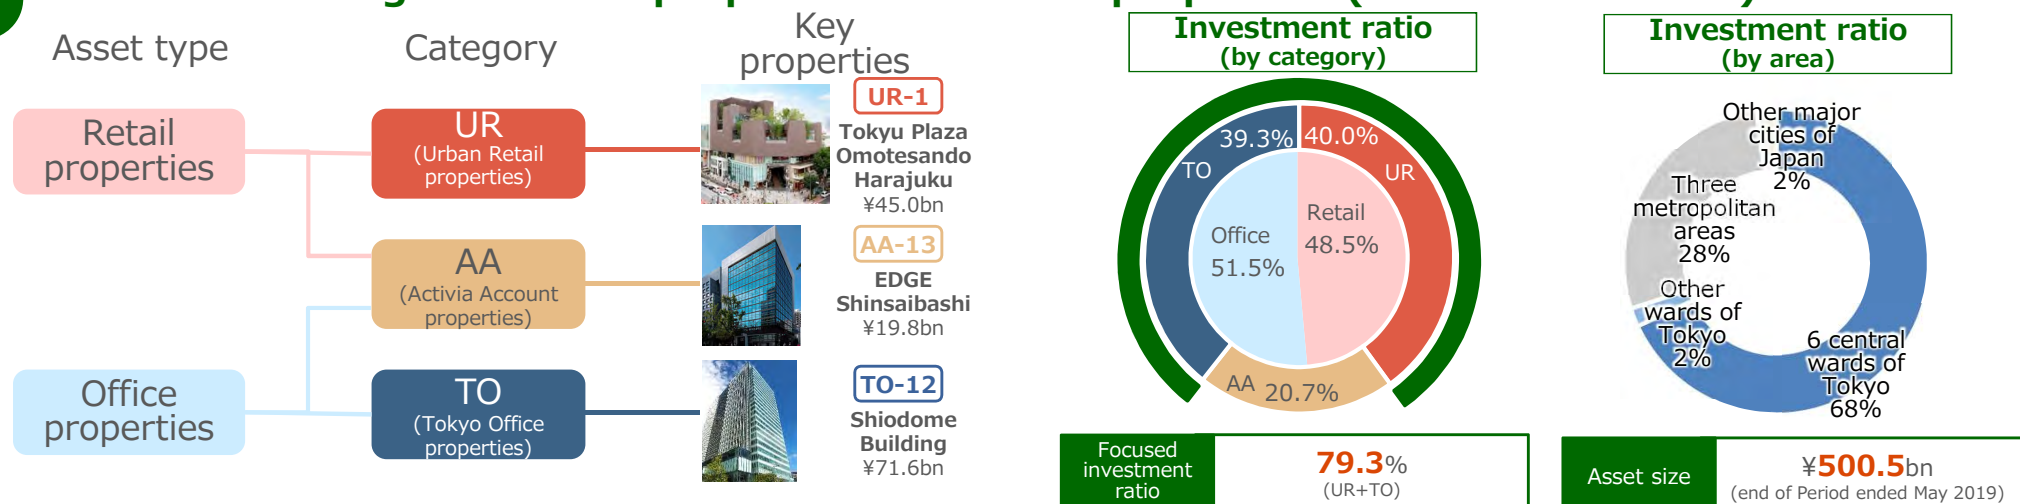 Asset type
Category
Key
properties
Retail
properties
UR
(Urban Retail
properties)
UR-1
Tokyu Plaza
Omotesando
Harajuku
¥45.0bn
AA
(Activia Account
properties)
AA-13
EDGE
Shinsaibashi
¥19.8bn
Office
properties
TO
(Tokyo Office
properties)
TO-12
Shiodome
Building
¥71.6bn
Investment ratio
(by category)
39.3%
40.0%
TO
UR
Office
51.5%
Retail
48.5%
AA
20.7%
Focused
investment
ratio
79.3%
(UR+TO)
Investment ratio
(by area)
Other major
cities of
Japan
2%
Three
metropolitan
areas
28%
Other
wards of
Tokyo
2%
6 central
wards of
Tokyo
68%
Asset size
¥500.5bn
(end of Period ended May 2019)